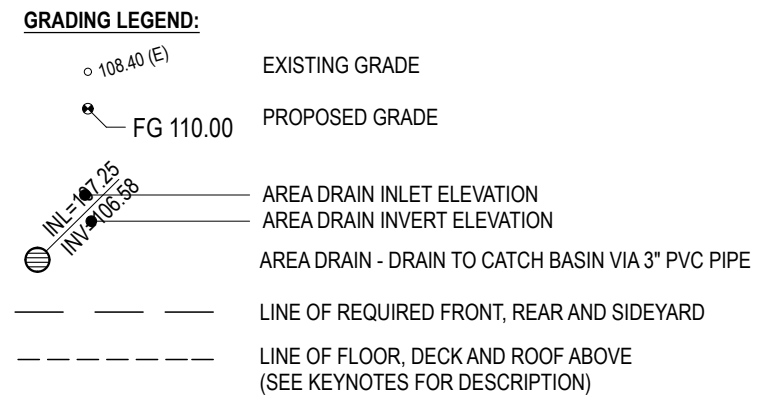 GRADING LEGEND:
108.40 (E)
EXISTING GRADE
FG 110.00
PROPOSED GRADE
INL=107.25
INV=106.58
AREA DRAIN INLET ELEVATION
AREA DRAIN INVERT ELEVATION
AREA DRAIN - DRAIN TO CATCH BASIN VIA 3" PVC PIPE
LINE OF REQUIRED FRONT, REAR AND SIDEYARD
LINE OF FLOOR, DECK AND ROOF ABOVE
(SEE KEYNOTES FOR DESCRIPTION)